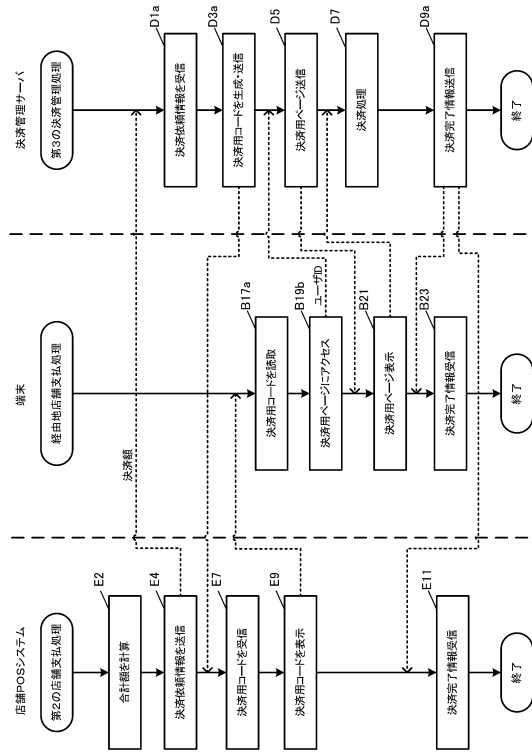 店舗POSシステム
第2の店舗支払処理
E2
合計額を計算
E4
決済依頼情報を送信
E7
決済用コードを受信
E9
決済用コードを表示
E11
決済完了情報受信
終了
決済額
端末
経由地店舗支払処理
B17a
決済用コードを読取
B19b
決済用ページにアクセス
ユーザID
B21
決済用ページ表示
B23
決済完了情報受信
終了
決済管理サーバ
第3の決済管理処理
D1a
決済依頼情報を受信
D3a
決済用コードを生成・送信
D5
決済用ページ送信
D7
決済処理
D9a
決済完了情報送信
終了